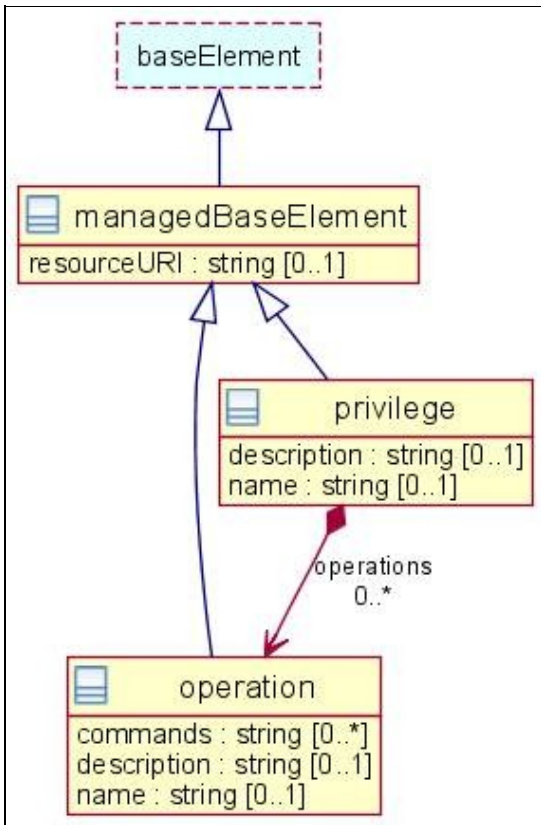 baseElement
managedBaseElement
resourceURI : string [0..1]
privilege
description : string [0..1]
name : string [0..1]
operations
0..*
operation
commands : string [0..*]
description : string [0..1]
name : string [0..1]